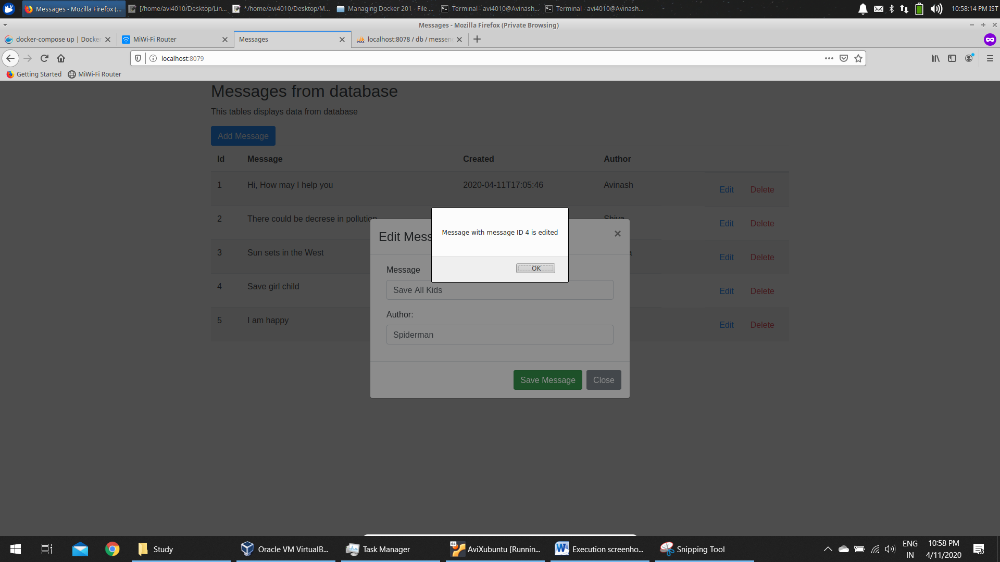 Messages - Mozilla Firefox (...
[/home/avi4010/Desktop/Lin...
*/home/avi4010/Desktop/M...
Managing Docker 201 - File ...
Terminal - avi4010@Avinash...
Terminal - avi4010@Avinash...
10:58:14 PM IST
Messages - Mozilla Firefox (Private Browsing)
docker-compose up | Docker
MiWi-Fi Router
Messages
localhost:8078 / db / messen
localhost:8079
Getting Started
MiWi-Fi Router
Messages from database
This tables displays data from database
Add Message
Id Message Created Author
1 Hi, How may I help you 2020-04-11T17:05:46 Avinash Edit Delete
2 There could be decrese in pollution Shiva Edit Delete
3 Sun sets in the West a Edit Delete
4 Save girl child Edit Delete
5 I am happy Edit Delete
Edit Mess
×
Message with message ID 4 is edited
OK
Message
Save All Kids
Author:
Spiderman
Save Message
Close
Study
Oracle VM VirtualB...
Task Manager
64
AviXubuntu [Runnin...
Execution screenho...
Snipping Tool
ENG
IN
10:58 PM
4/11/2020